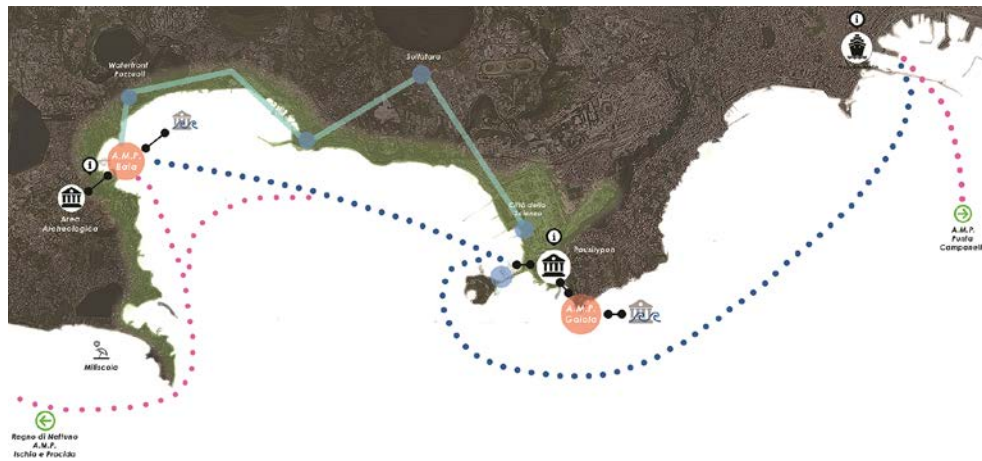 i
Solfatara
Waterfront
Pozzuoli
A.M.P.
Baia
i
Area
Archeologica
Città della
Scienza
i
Pausilypon
A.M.P.
Gaiola
A.M.P.
Punta
Campanella
Miliscola
Regno di Nettuno
A.M.P.
Ischia e Procida